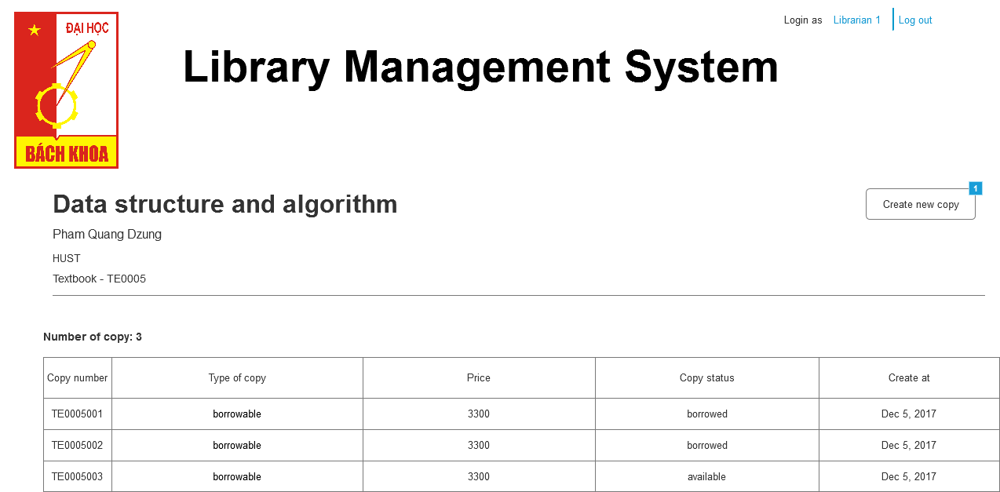 ĐẠI HỌC
BÁCH KHOA
Login as Librarian 1 Log out
Library Management System
Data structure and algorithm
1
Create new copy
Pham Quang Dzung
HUST
Textbook - TE0005
Number of copy: 3
Copy number Type of copy Price Copy status Create at
TE0005001 borrowable 3300 borrowed Dec 5, 2017
TE0005002 borrowable 3300 borrowed Dec 5, 2017
TE0005003 borrowable 3300 available Dec 5, 2017